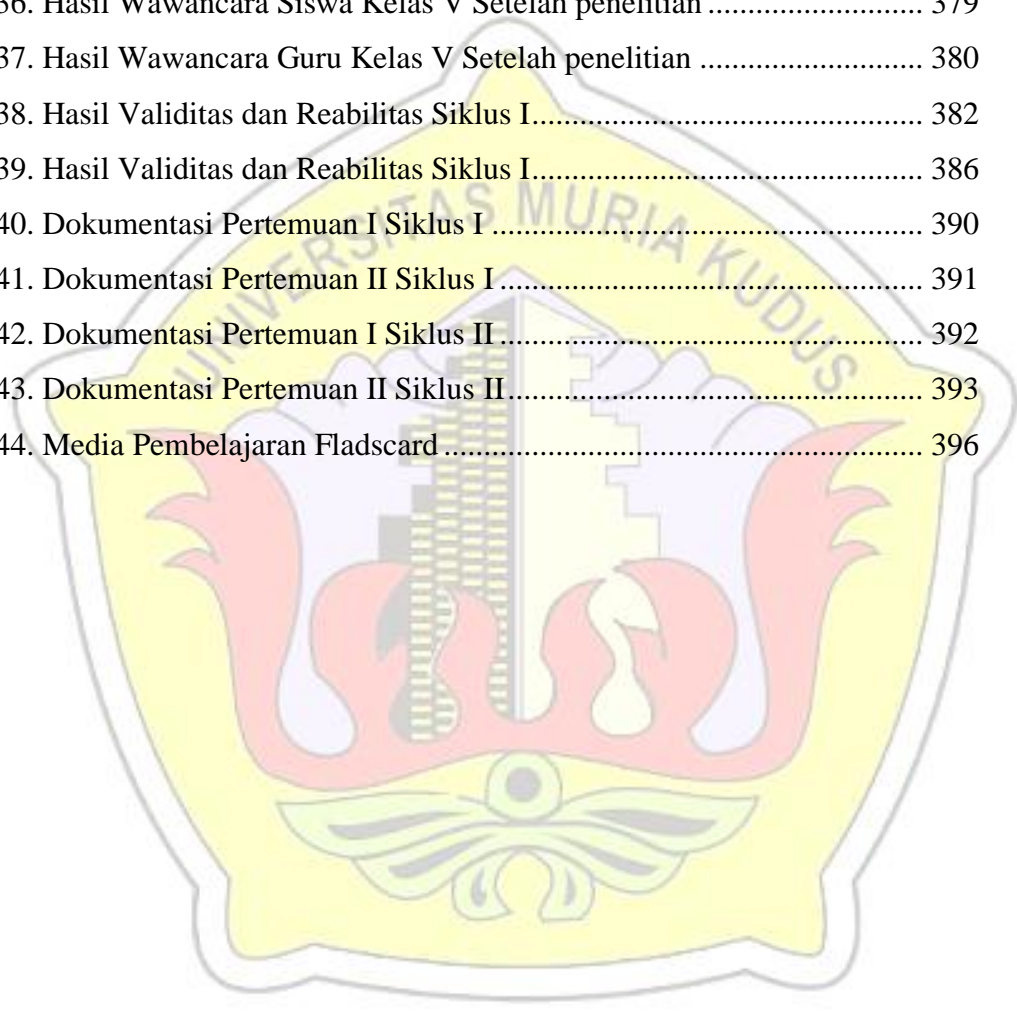 36. Hasil Wawancara Siswa Kelas V Setelah penelitian ........................... 379
37. Hasil Wawancara Guru Kelas V Setelah penelitian ............................ 380
38. Hasil Validitas dan Reabilitas Siklus I.................................................. 382
39. Hasil Validitas dan Reabilitas Siklus I.................................................. 386
40. Dokumentasi Pertemuan I Siklus I ....................................................... 390
41. Dokumentasi Pertemuan II Siklus I ...................................................... 391
42. Dokumentasi Pertemuan I Siklus II ...................................................... 392
43. Dokumentasi Pertemuan II Siklus II..................................................... 393
44. Media Pembelajaran Fladscard ............................................................. 396
UNIVERSITAS MURIA KUDUS